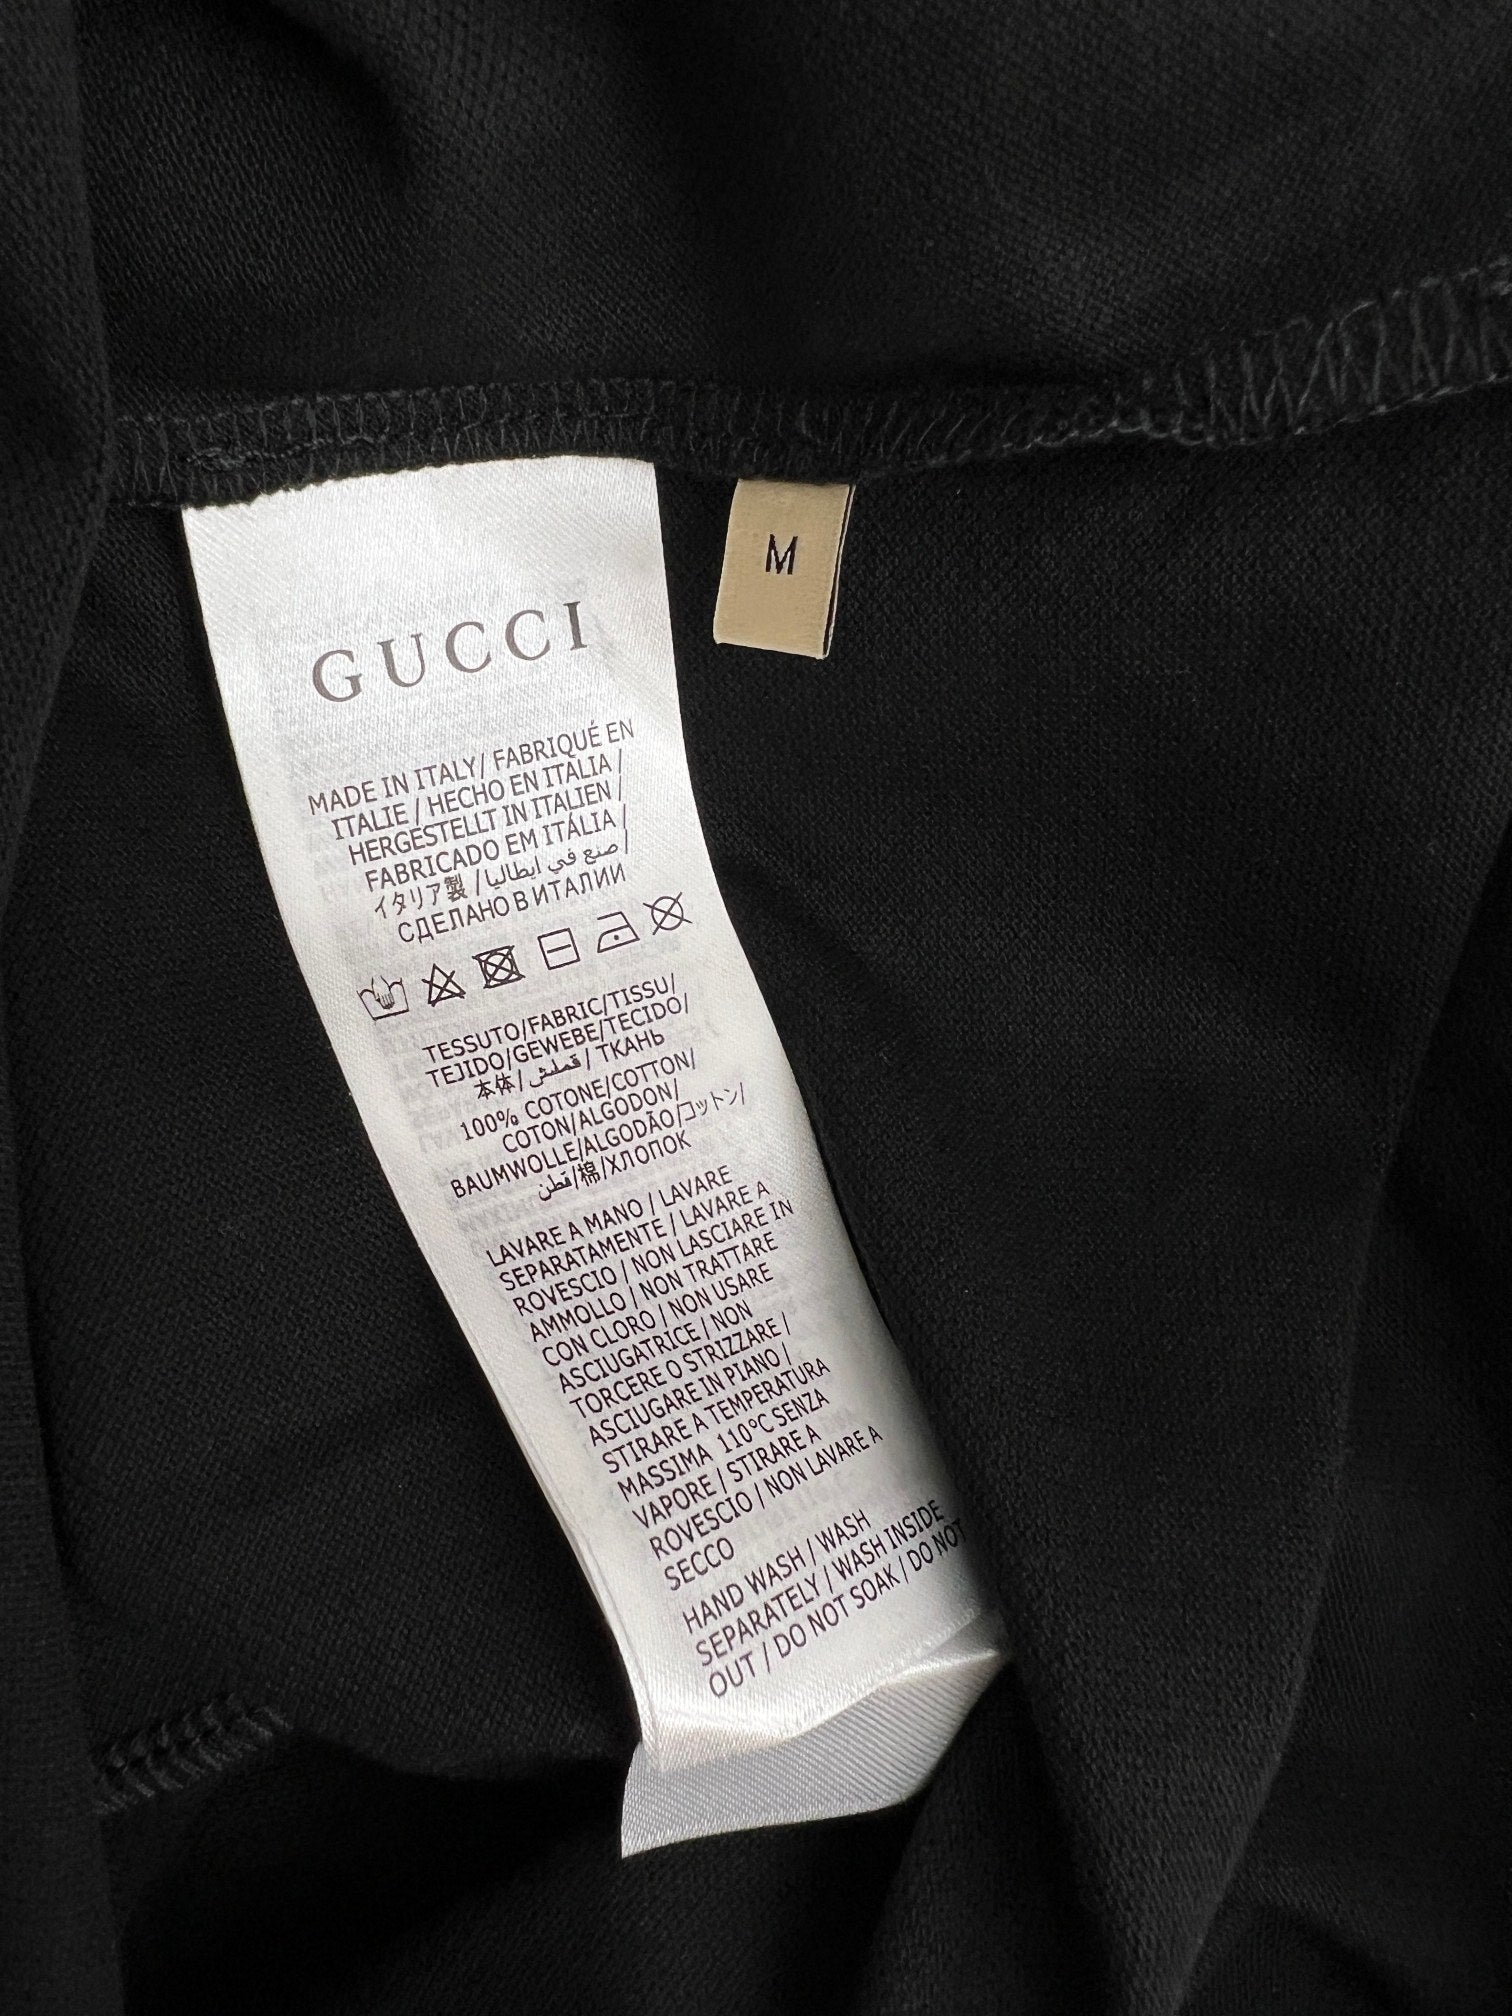 GUCCI
M
MADE IN ITALY/ FABRIQUÉ EN
ITALIE / HECHO EN ITALIA /
HERGESTELLT IN ITALIEN /
FABRICADO EM ITÁLIA /
イタリア製 / صنع في ايطاليا /
СДЕЛАНО В ИТАЛИИ
TESSUTO/FABRIC/TISSU/
TEJIDO/GEWEBE/TECIDO/
本体/ قملش / ТКАНЬ
100% COTONE/COTTON/
COTON/ALGODON/
BAUMWOLLE/ALGODÃO/コットン/
قطن/棉/ХЛОПОК
LAVARE A MANO / LAVARE
SEPARATAMENTE / LAVARE A
ROVESCIO / NON LASCIARE IN
AMMOLLO / NON TRATTARE
CON CLORO / NON USARE
ASCIUGATRICE / NON
TORCERE O STRIZZARE /
ASCIUGARE IN PIANO /
STIRARE A TEMPERATURA
MASSIMA 110°C SENZA
VAPORE / STIRARE A
ROVESCIO / NON LAVARE A
SECCO
HAND WASH / WASH
SEPARATELY / WASH INSIDE
OUT / DO NOT SOAK / DO NOT